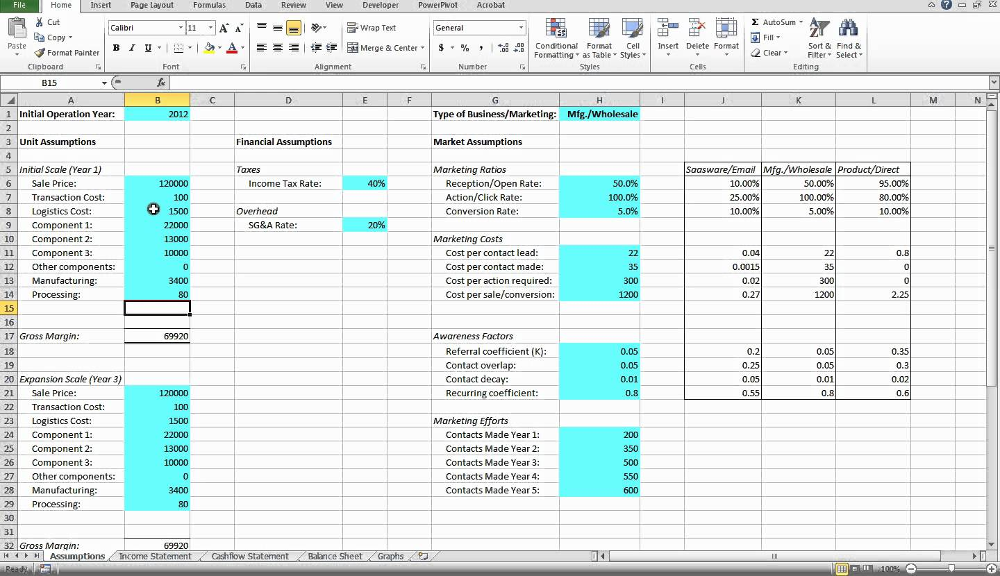 File Home Insert Page Layout Formulas Data Review View Developer PowerPivot Acrobat
Paste Cut Copy Format Painter Clipboard
Calibri 11 A A B I U A Font
Wrap Text Merge & Center Alignment
General $ % , .00 Number
Conditional Formatting Format as Table Cell Styles Styles
Insert Delete Format Cells
Σ AutoSum Fill Clear Sort & Filter Find & Select Editing
B15 fx
A B C D E F G H I J K L M N
1 Initial Operation Year: 2012 Type of Business/Marketing: Mfg./Wholesale
2
3 Unit Assumptions Financial Assumptions Market Assumptions
4
5 Initial Scale (Year 1) Taxes Marketing Ratios Saasware/Email Mfg./Wholesale Product/Direct
6 Sale Price: 120000 Income Tax Rate: 40% Reception/Open Rate: 50.0% 10.00% 50.00% 95.00%
7 Transaction Cost: 100 Action/Click Rate: 100.0% 25.00% 100.00% 80.00%
8 Logistics Cost: 1500 Overhead Conversion Rate: 5.0% 10.00% 5.00% 10.00%
9 Component 1: 22000 SG&A Rate: 20%
10 Component 2: 13000 Marketing Costs
11 Component 3: 10000 Cost per contact lead: 22 0.04 22 0.8
12 Other components: 0 Cost per contact made: 35 0.0015 35 0
13 Manufacturing: 3400 Cost per action required: 300 0.02 300 0
14 Processing: 80 Cost per sale/conversion: 1200 0.27 1200 2.25
15
16
17 Gross Margin: 69920 Awareness Factors
18 Referral coefficient (K): 0.05 0.2 0.05 0.35
19 Contact overlap: 0.05 0.25 0.05 0.3
20 Expansion Scale (Year 3) Contact decay: 0.01 0.05 0.01 0.02
21 Sale Price: 120000 Recurring coefficient: 0.8 0.55 0.8 0.6
22 Transaction Cost: 100
23 Logistics Cost: 1500 Marketing Efforts
24 Component 1: 22000 Contacts Made Year 1: 200
25 Component 2: 13000 Contacts Made Year 2: 350
26 Component 3: 10000 Contacts Made Year 3: 500
27 Other components: 0 Contacts Made Year 4: 550
28 Manufacturing: 3400 Contacts Made Year 5: 600
29 Processing: 80
30
31
32 Gross Margin: 69920
Assumptions Income Statement Cashflow Statement Balance Sheet Graphs
Ready 100%